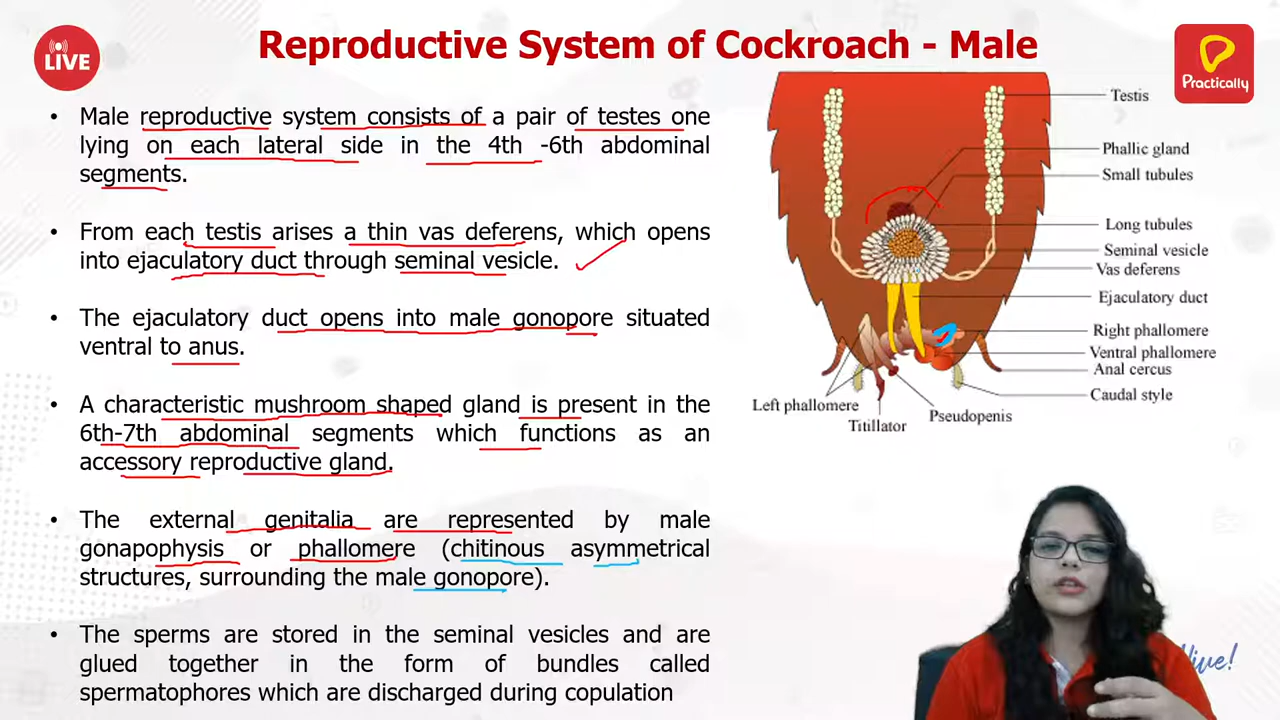 LIVE
Reproductive System of Cockroach - Male
Practically
• Male reproductive system consists of a pair of testes one
lying on each lateral side in the 4th -6th abdominal
segments.
• From each testis arises a thin vas deferens, which opens
into ejaculatory duct through seminal vesicle.
• The ejaculatory duct opens into male gonopore situated
ventral to anus.
• A characteristic mushroom shaped gland is present in the
6th-7th abdominal segments which functions as an
accessory reproductive gland.
• The external genitalia are represented by male
gonapophysis or phallomere (chitinous asymmetrical
structures, surrounding the male gonopore).
• The sperms are stored in the seminal vesicles and are
glued together in the form of bundles called
spermatophores which are discharged during copulation
Testis
Phallic gland
Small tubules
Long tubules
Seminal vesicle
Vas deferens
Ejaculatory duct
Right phallomere
Ventral phallomere
Anal cercus
Caudal style
Left phallomere
Titillator
Pseudopenis